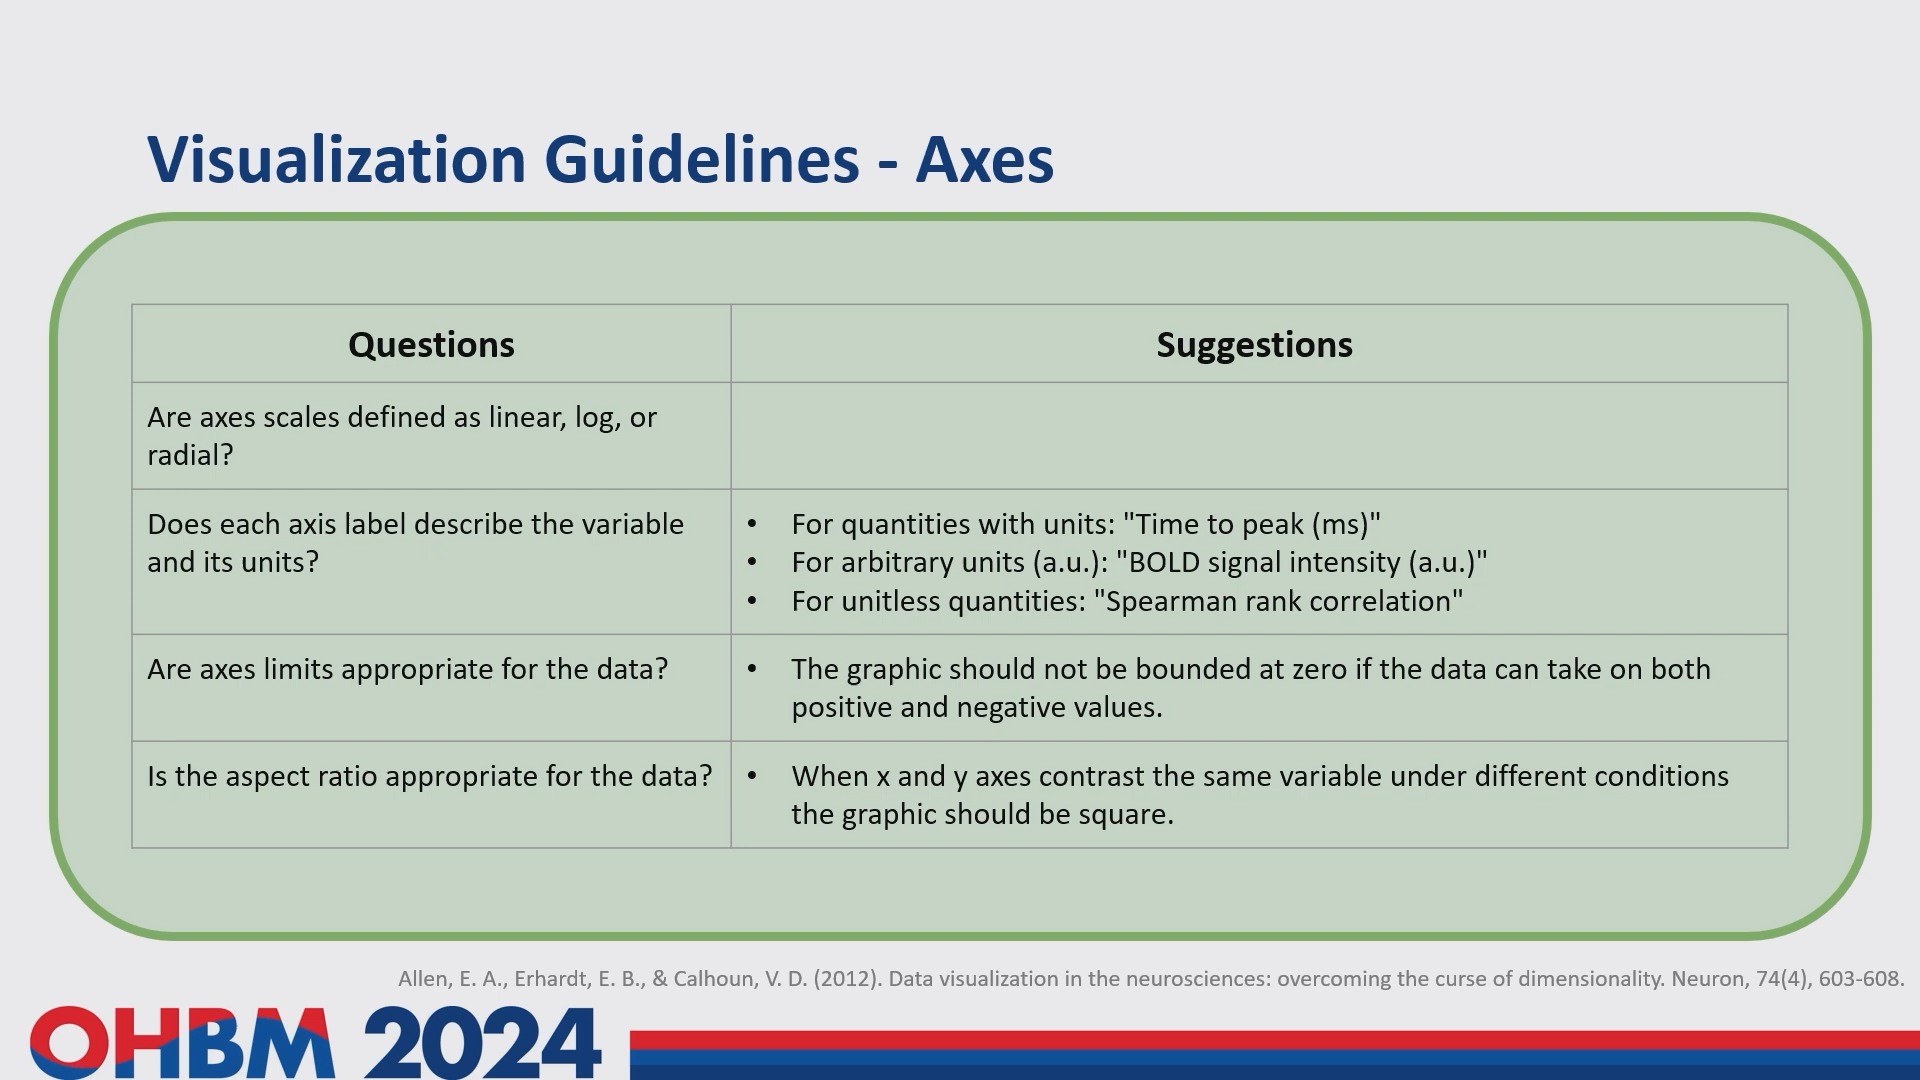 Visualization Guidelines - Axes
Questions
Suggestions
Are axes scales defined as linear, log, or
radial?
Does each axis label describe the variable
and its units?
• For quantities with units: "Time to peak (ms)"
• For arbitrary units (a.u.): "BOLD signal intensity (a.u.)"
• For unitless quantities: "Spearman rank correlation"
Are axes limits appropriate for the data?
• The graphic should not be bounded at zero if the data can take on both
positive and negative values.
Is the aspect ratio appropriate for the data?
• When x and y axes contrast the same variable under different conditions
the graphic should be square.
Allen, E. A., Erhardt, E. B., & Calhoun, V. D. (2012). Data visualization in the neurosciences: overcoming the curse of dimensionality. Neuron, 74(4), 603-608.
OHBM 2024